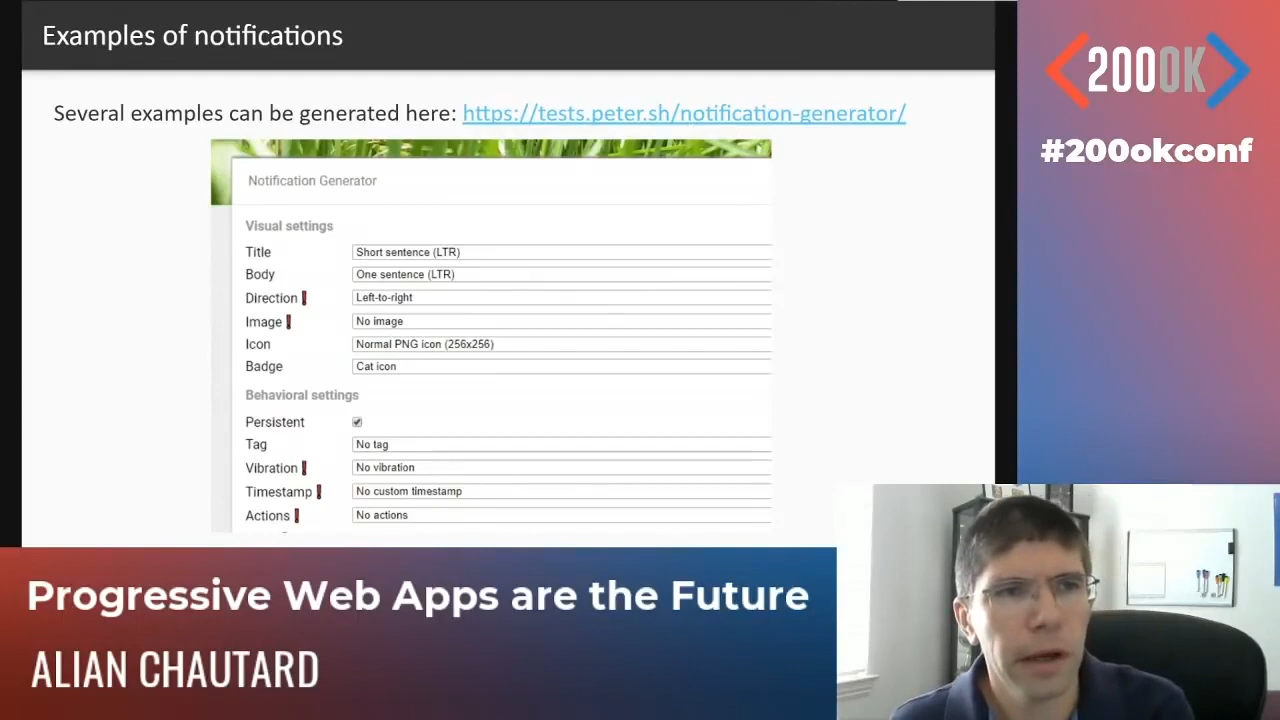 Examples of notifications
Several examples can be generated here: https://tests.peter.sh/notification-generator/
Notification Generator
Visual settings
Title Short sentence (LTR)
Body One sentence (LTR)
Direction Left-to-right
Image No image
Icon Normal PNG icon (256x256)
Badge Cat icon
Behavioral settings
Persistent
Tag No tag
Vibration No vibration
Timestamp No custom timestamp
Actions No actions
200OK
#200okconf
Progressive Web Apps are the Future
ALIAN CHAUTARD